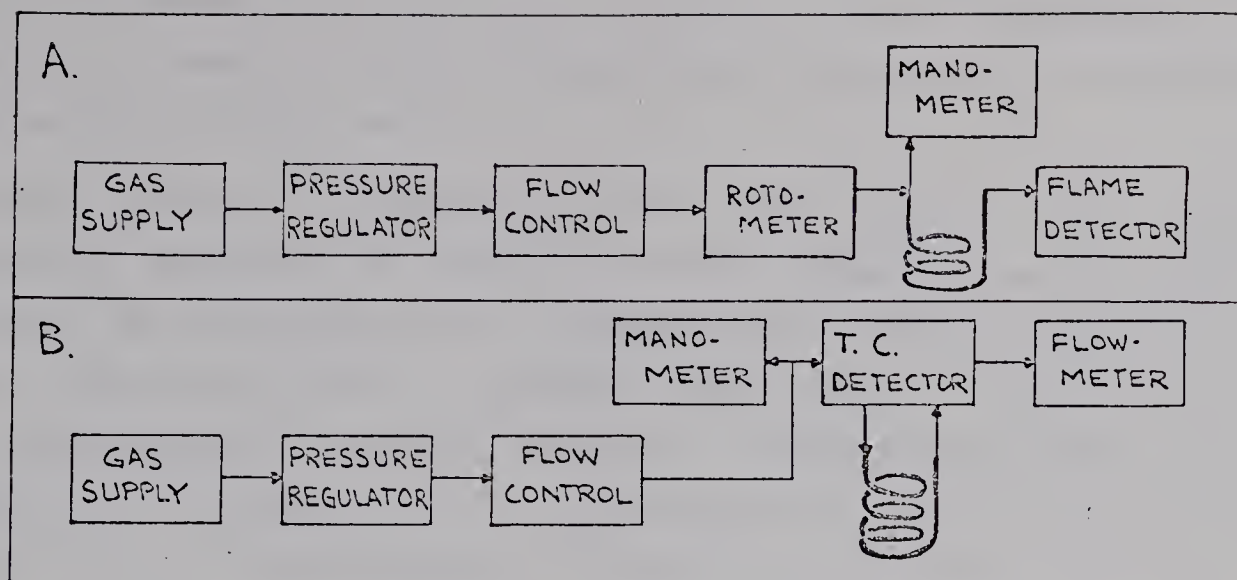 A.
MANO-
METER
GAS
SUPPLY
PRESSURE
REGULATOR
FLOW
CONTROL
ROTO-
METER
FLAME
DETECTOR
B.
MANO-
METER
T. C.
DETECTOR
FLOW-
METER
GAS
SUPPLY
PRESSURE
REGULATOR
FLOW
CONTROL